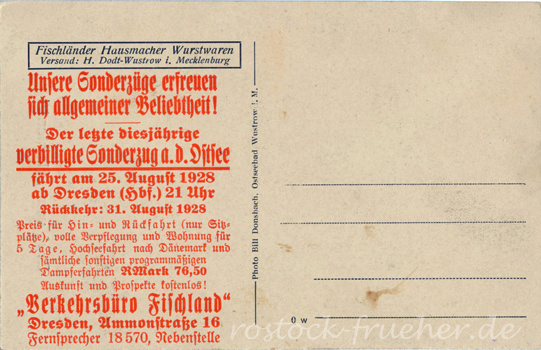 Fischländer Hausmacher Wurstwaren
Versand: H. Dodt-Wustrow i. Mecklenburg
Unsere Sonderzüge erfreuen
sich allgemeiner Beliebtheit!
Der letzte diesjährige
verbilligte Sonderzug a. d. Ostsee
fährt am 25. August 1928
ab Dresden (Hbf.) 21 Uhr
Rückkehr: 31. August 1928
Preis für Hin- und Rückfahrt (nur Sitz-
plätze), volle Verpflegung und Wohnung für
5 Tage, Hochseefahrt nach Dänemark und
sämtliche sonstigen programmäßigen
Dampferfahrten RMark 76,50
Auskunft und Prospekte kostenlos!
„Verkehrsbüro Fischland"
Dresden, Ammonstraße 16
Fernsprecher 18570, Nebenstelle
Photo Bill Donsbach, Ostseebad Wustrow i. M.
O w
rostock-frueher.de